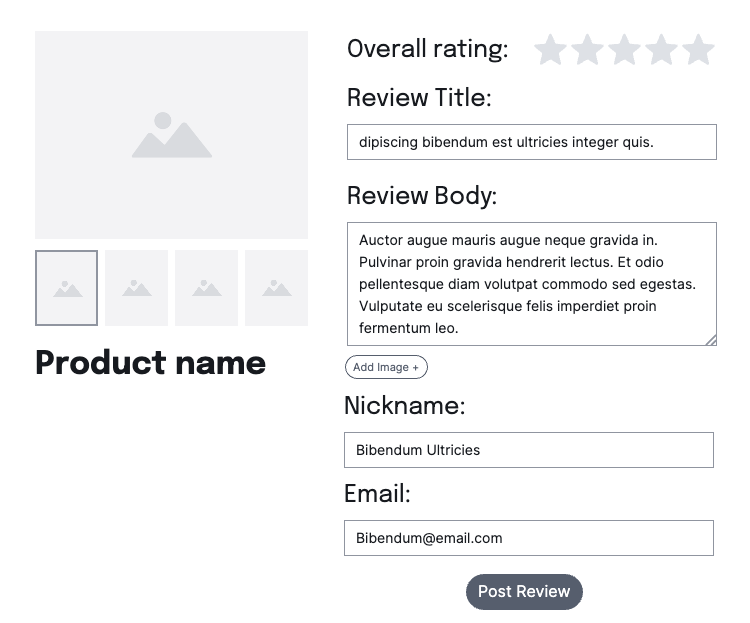 Product name
Overall rating:
Review Title:
dipiscing bibendum est ultricies integer quis.
Review Body:
Auctor augue mauris augue neque gravida in.
Pulvinar proin gravida hendrerit lectus. Et odio
pellentesque diam volutpat commodo sed egestas.
Vulputate eu scelerisque felis imperdiet proin
fermentum leo.
Add Image +
Nickname:
Bibendum Ultricies
Email:
Bibendum@email.com
Post Review